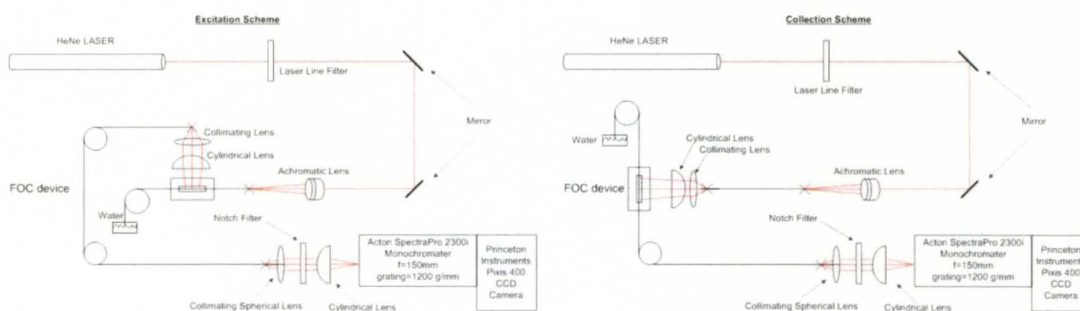 Excitation Scheme
HeNe LASER
Laser Line Filter
Mirror
Collimating Lens
Cylindrical Lens
Achromatic Lens
FOC device
Water
Notch Filter
Acton SpectraPro 2300i
Monochromater
f=150mm
grating=1200 g/mm
Princeton
Instruments
Pixis 400
CCD
Camera
Collimating Spherical Lens
Cylindrical Lens
Collection Scheme
HeNe LASER
Laser Line Filter
Mirror
Water
Cylindrical Lens
Collimating Lens
Achromatic Lens
FOC device
Notch Filter
Acton SpectraPro 2300i
Monochromater
f=150mm
grating=1200 g/mm
Princeton
Instruments
Pixis 400
CCD
Camera
Collimating Spherical Lens
Cylindrical Lens